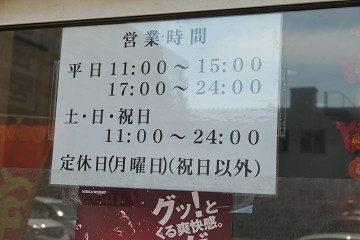 営業時間
平日 11:00～15:00
17:00～24:00
土・日・祝日
11:00～24:00
定休日(月曜日)(祝日以外)
グッ!と
くる爽快感。